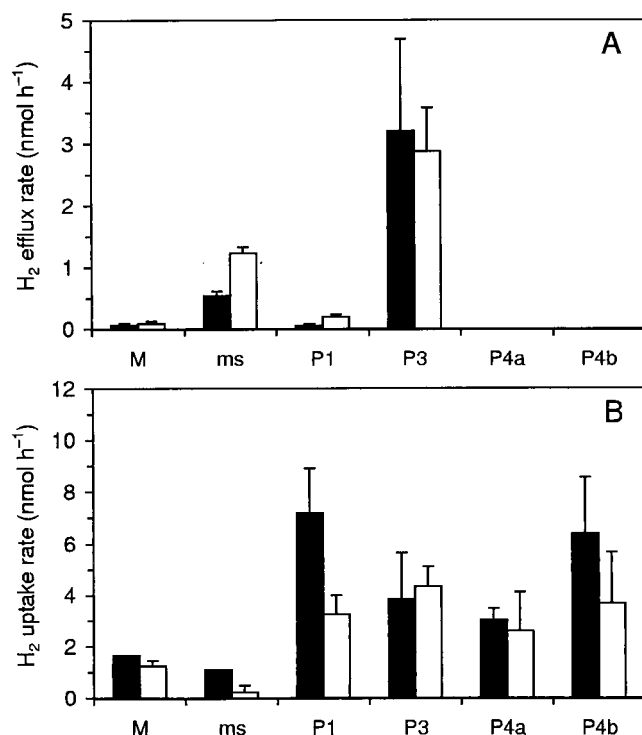 A
H₂ efflux rate (nmol h⁻¹)
5
4
3
2
1
0
M ms P1 P3 P4a P4b
B
H₂ uptake rate (nmol h⁻¹)
12
10
8
6
4
2
0
M ms P1 P3 P4a P4b